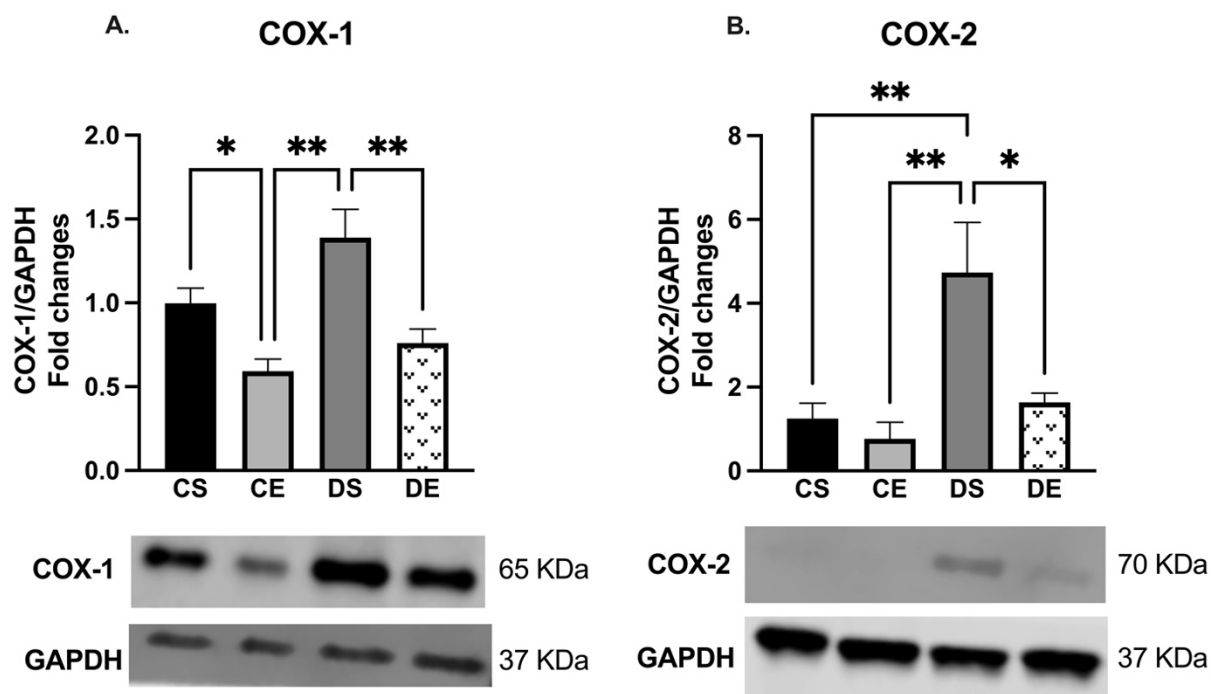 A.
COX-1
COX-1/GAPDH
Fold changes
2.0
1.5
1.0
0.5
0.0
* ** **
CS CE DS DE
COX-1 65 KDa
GAPDH 37 KDa
B.
COX-2
COX-2/GAPDH
Fold changes
8
6
4
2
0
**
** *
CS CE DS DE
COX-2 70 KDa
GAPDH 37 KDa